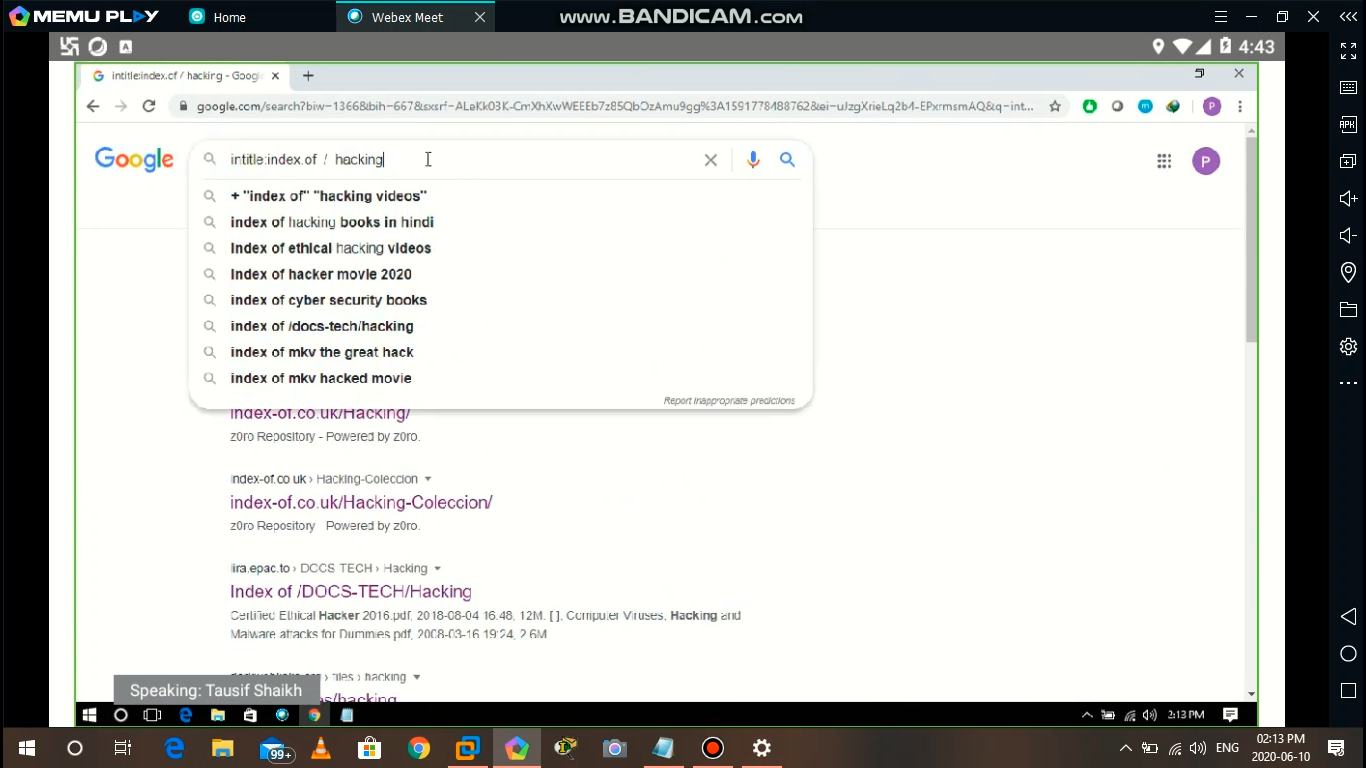 MEMU PLAY
Home
Webex Meet
www.BANDICAM.com
4:43
intitle:index.of / hacking - Googl
google.com/search?biw=1366&bih=667&sxsrf=ALeKk03K-CmXhXwWEEEb7z85QbOzAmu9gg%3A1591778488762&ei=uJzgXrieLq2b4-EPxrmsmAQ&q=int...
P
Google
intitle:index.of / hacking
P
+ "index of" "hacking videos"
index of hacking books in hindi
index of ethical hacking videos
index of hacker movie 2020
index of cyber security books
index of /docs-tech/hacking
index of mkv the great hack
index of mkv hacked movie
Report inappropriate predictions
index-of.co.uk/Hacking/
z0ro Repository - Powered by z0ro.
index-of.co.uk › Hacking-Coleccion
index-of.co.uk/Hacking-Coleccion/
z0ro Repository - Powered by z0ro.
lira.epac.to › DOCS-TECH › Hacking
Index of /DOCS-TECH/Hacking
Certified Ethical Hacker 2016.pdf, 2018-08-04 16:48, 12M. [ ], Computer Viruses, Hacking and
Malware attacks for Dummies.pdf, 2008-03-16 19:24, 2.6M
› files › hacking
es/hacking
Speaking: Tausif Shaikh
2:13 PM
99+
ENG
02:13 PM
2020-06-10
APK